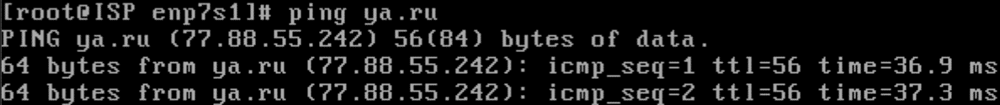 [root@ISP enp7s1]# ping ya.ru
PING ya.ru (77.88.55.242) 56(84) bytes of data.
64 bytes from ya.ru (77.88.55.242): icmp_seq=1 ttl=56 time=36.9 ms
64 bytes from ya.ru (77.88.55.242): icmp_seq=2 ttl=56 time=37.3 ms